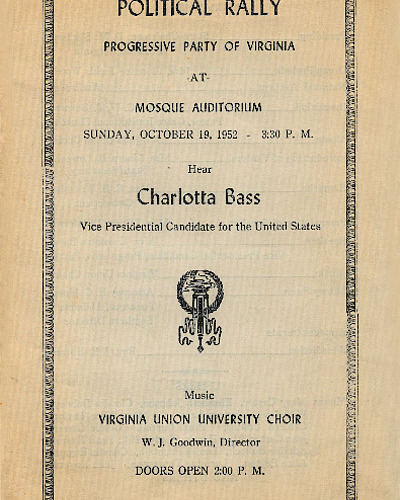 POLITICAL RALLY
PROGRESSIVE PARTY OF VIRGINIA
-AT-
MOSQUE AUDITORIUM
SUNDAY, OCTOBER 19, 1952 - 3:30 P. M.
Hear
Charlotta Bass
Vice Presidential Candidate for the United States
Music
VIRGINIA UNION UNIVERSITY CHOIR
W. J. Goodwin, Director
DOORS OPEN 2:00 P. M.